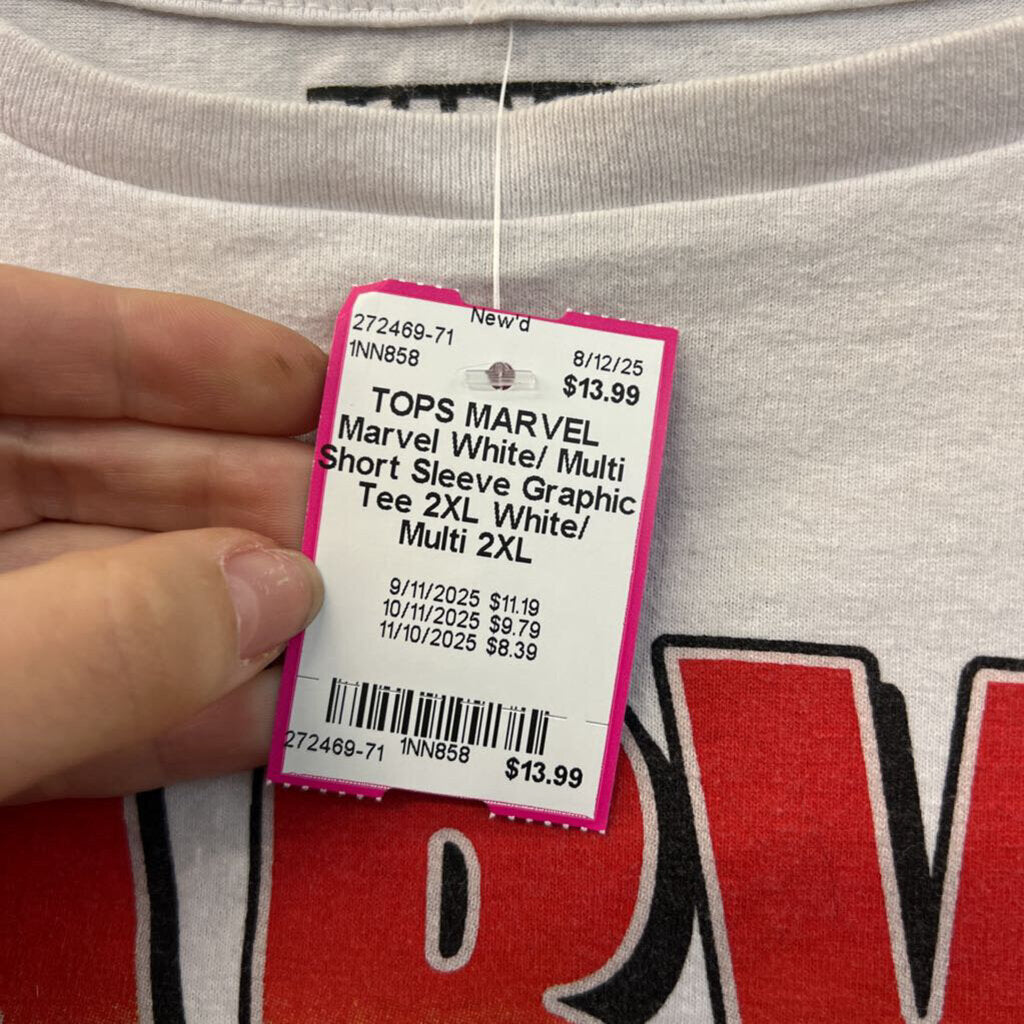 New'd
272469-71
1NN858
8/12/25
$13.99
TOPS MARVEL
Marvel White/ Multi
Short Sleeve Graphic
Tee 2XL White/
Multi 2XL
9/11/2025 $11.19
10/11/2025 $9.79
11/10/2025 $8.39
272469-71 1NN858
$13.99